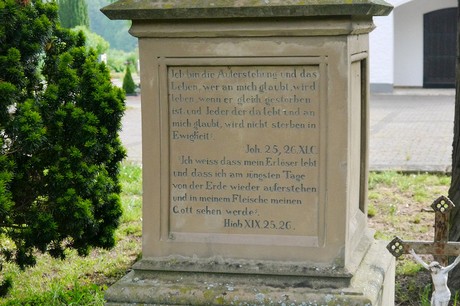 Ich bin die Auferstehung und das
Leben, wer an mich glaubt wird
leben, wenn er gleich gestorben
ist, und Jeder der da lebt und an
mich glaubt, wird nicht sterben in
Ewigkeit.
Joh. 25, 26. XI. C.
Ich weiss dass mein Erlöser lebt
und dass ich am jüngsten Tage
von der Erde wieder auferstehen
und in meinem Fleische meinen
Gott sehen werde.
Hiob XIX. 25. 26.